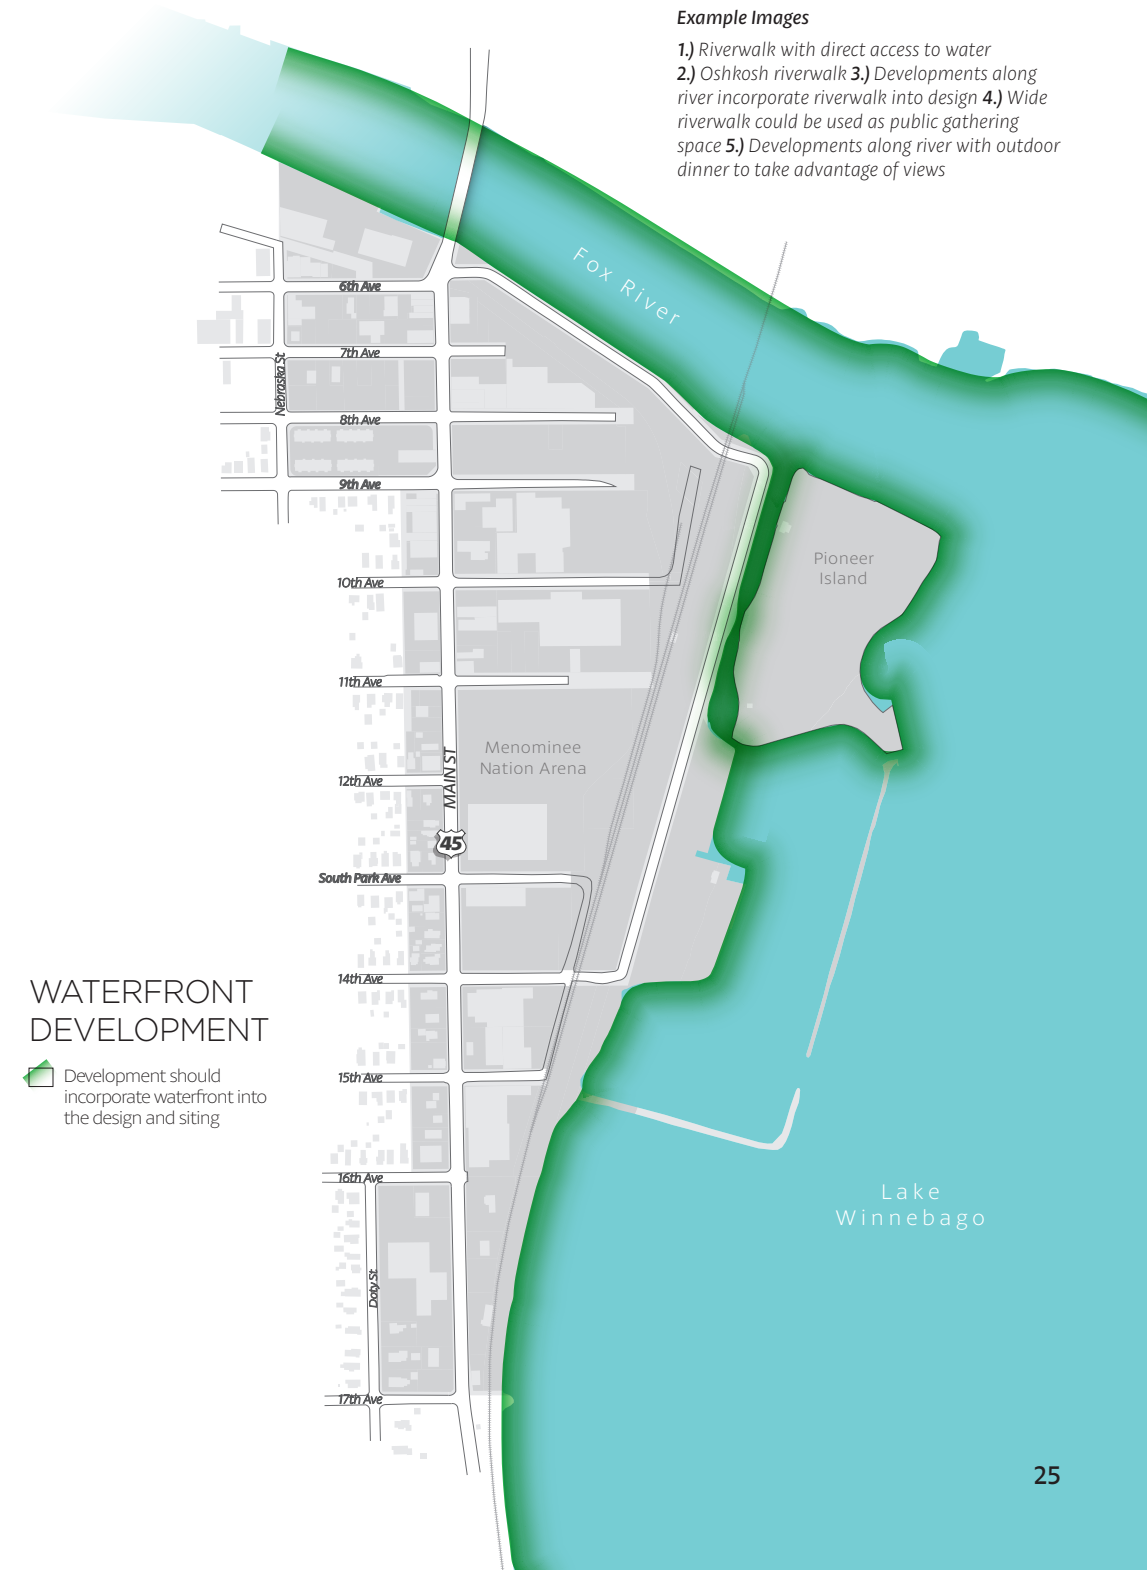 Example Images
1.) Riverwalk with direct access to water
2.) Oshkosh riverwalk 3.) Developments along
river incorporate riverwalk into design 4.) Wide
riverwalk could be used as public gathering
space 5.) Developments along river with outdoor
dinner to take advantage of views
Fox River
6th Ave
7th Ave
Nebraska St
8th Ave
9th Ave
Pioneer
Island
10th Ave
11th Ave
Menominee
Nation Arena
MAIN ST
12th Ave
45
South Park Ave
14th Ave
WATERFRONT
DEVELOPMENT
Development should
incorporate waterfront into
the design and siting
15th Ave
16th Ave
Lake
Winnebago
Doty St
17th Ave
25